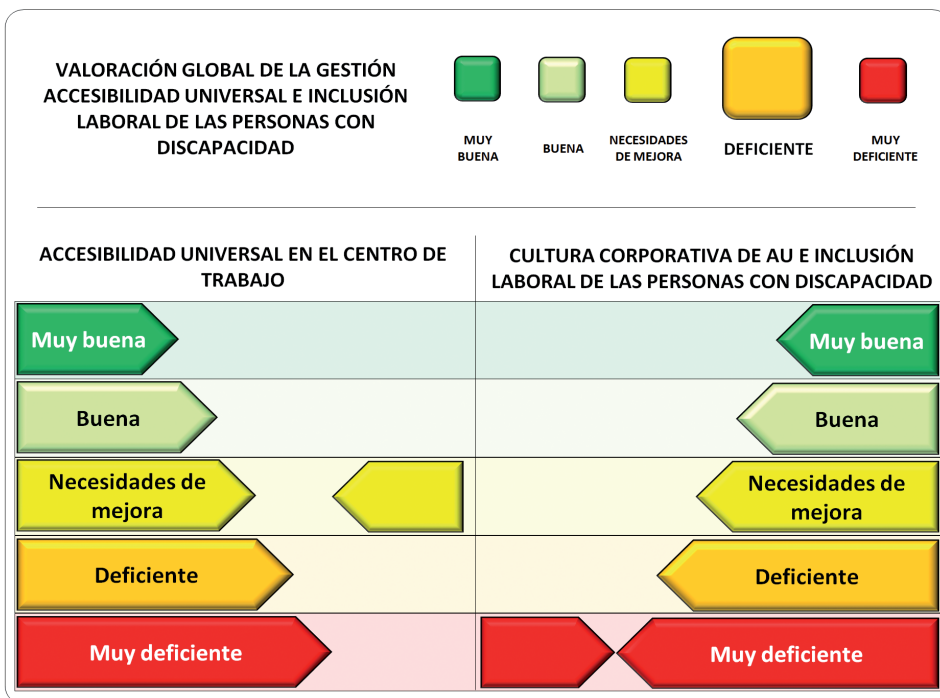 VALORACIÓN GLOBAL DE LA GESTIÓN
ACCESIBILIDAD UNIVERSAL E INCLUSIÓN
LABORAL DE LAS PERSONAS CON
DISCAPACIDAD
MUY
BUENA
BUENA
NECESIDADES
DE MEJORA
DEFICIENTE
MUY
DEFICIENTE
ACCESIBILIDAD UNIVERSAL EN EL CENTRO DE
TRABAJO
CULTURA CORPORATIVA DE AU E INCLUSIÓN
LABORAL DE LAS PERSONAS CON DISCAPACIDAD
Muy buena
Muy buena
Buena
Buena
Necesidades de
mejora
Necesidades de
mejora
Deficiente
Deficiente
Muy deficiente
Muy deficiente